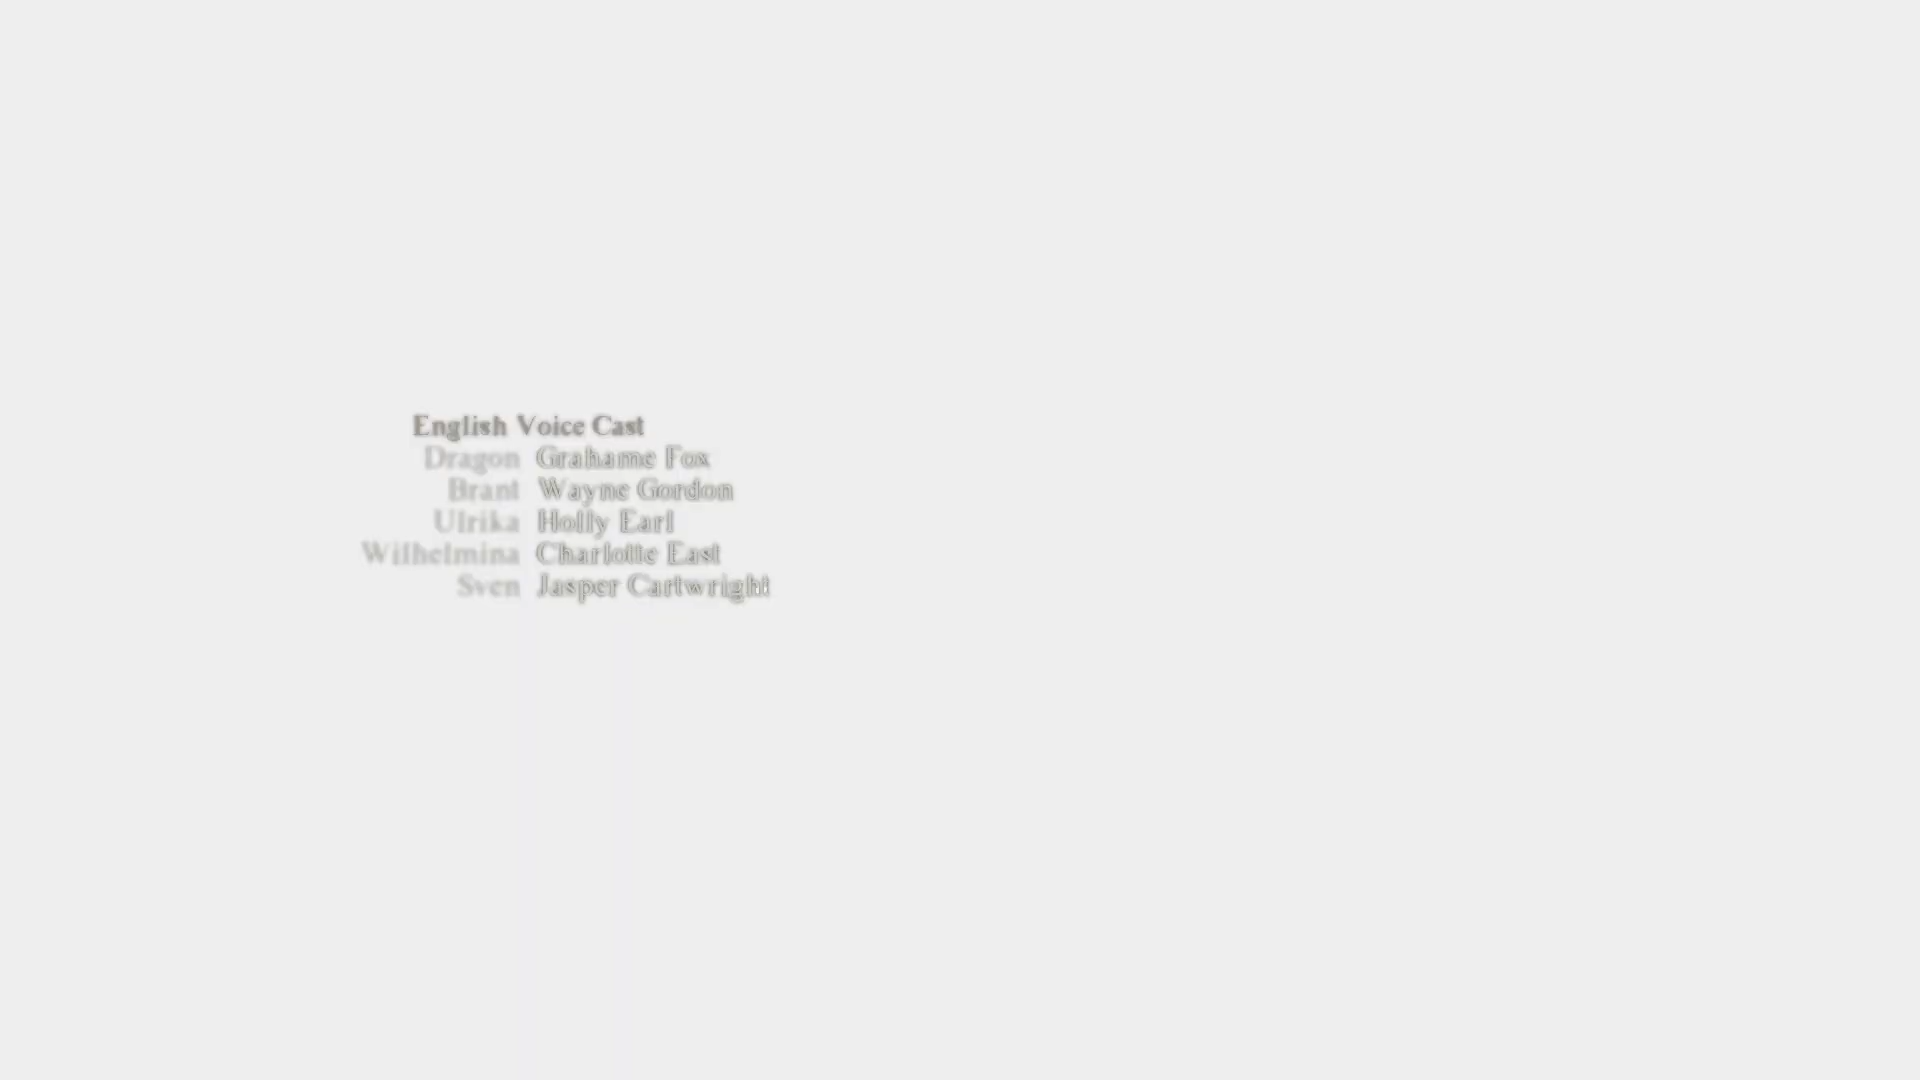 English Voice Cast
Dragon Grahame Fox
Brant Wayne Gordon
Ulrika Holly Earl
Wilhelmina Charlotte East
Sven Jasper Cartwright